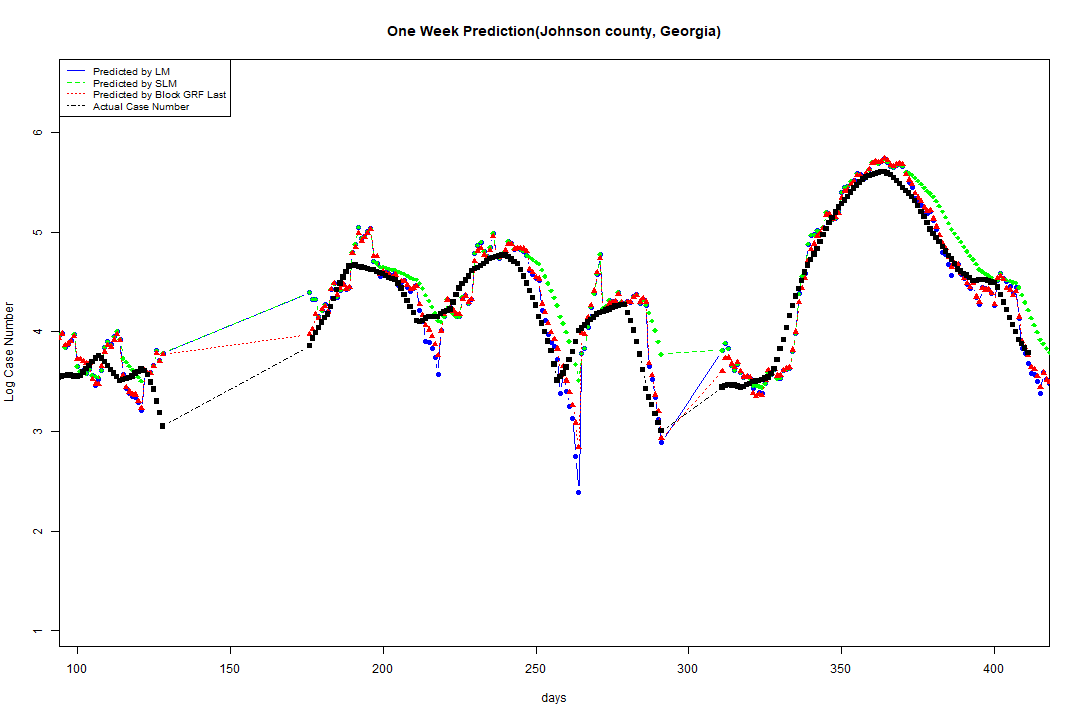 One Week Prediction(Johnson county, Georgia)
Predicted by LM
Predicted by SLM
Predicted by Block GRF Last
Actual Case Number
Log Case Number
6
5
4
3
2
1
100 150 200 250 300 350 400
days